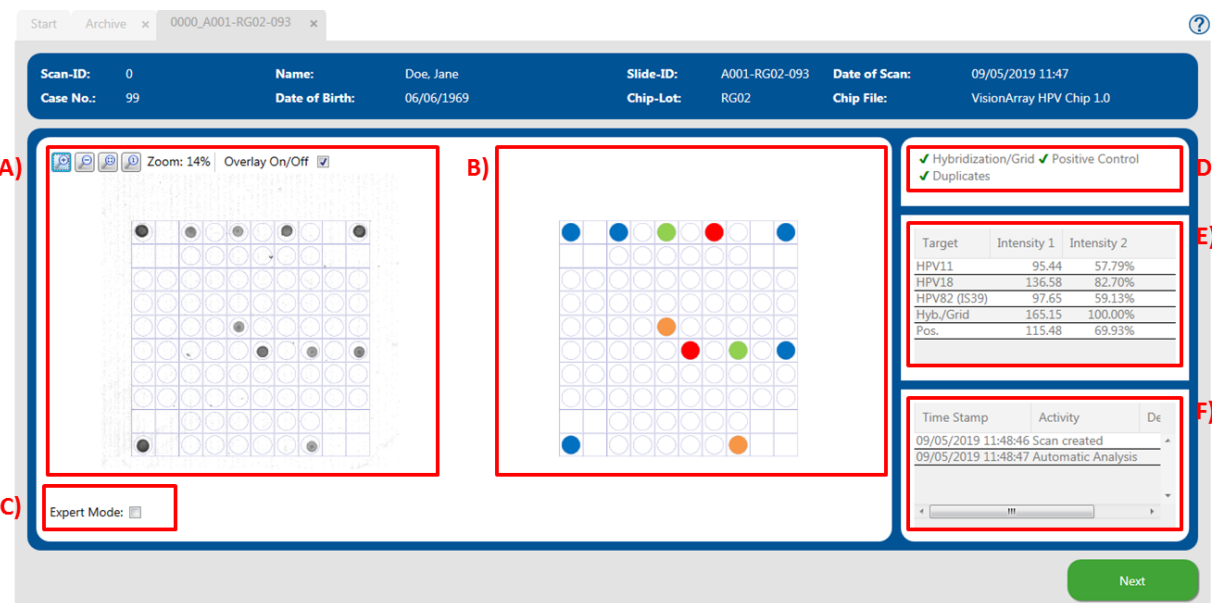 Start Archive x 0000_A001-RG02-093 x ?
Scan-ID: 0 Name: Doe, Jane Slide-ID: A001-RG02-093 Date of Scan: 09/05/2019 11:47
Case No.: 99 Date of Birth: 06/06/1969 Chip-Lot: RG02 Chip File: VisionArray HPV Chip 1.0
A)
Zoom: 14% Overlay On/Off
B)
C)
Expert Mode:
D
✓ Hybridization/Grid ✓ Positive Control
✓ Duplicates
E)
Target Intensity 1 Intensity 2
HPV11 95.44 57.79%
HPV18 136.58 82.70%
HPV82 (IS39) 97.65 59.13%
Hyb./Grid 165.15 100.00%
Pos. 115.48 69.93%
F)
Time Stamp Activity De
09/05/2019 11:48:46 Scan created
09/05/2019 11:48:47 Automatic Analysis
Next